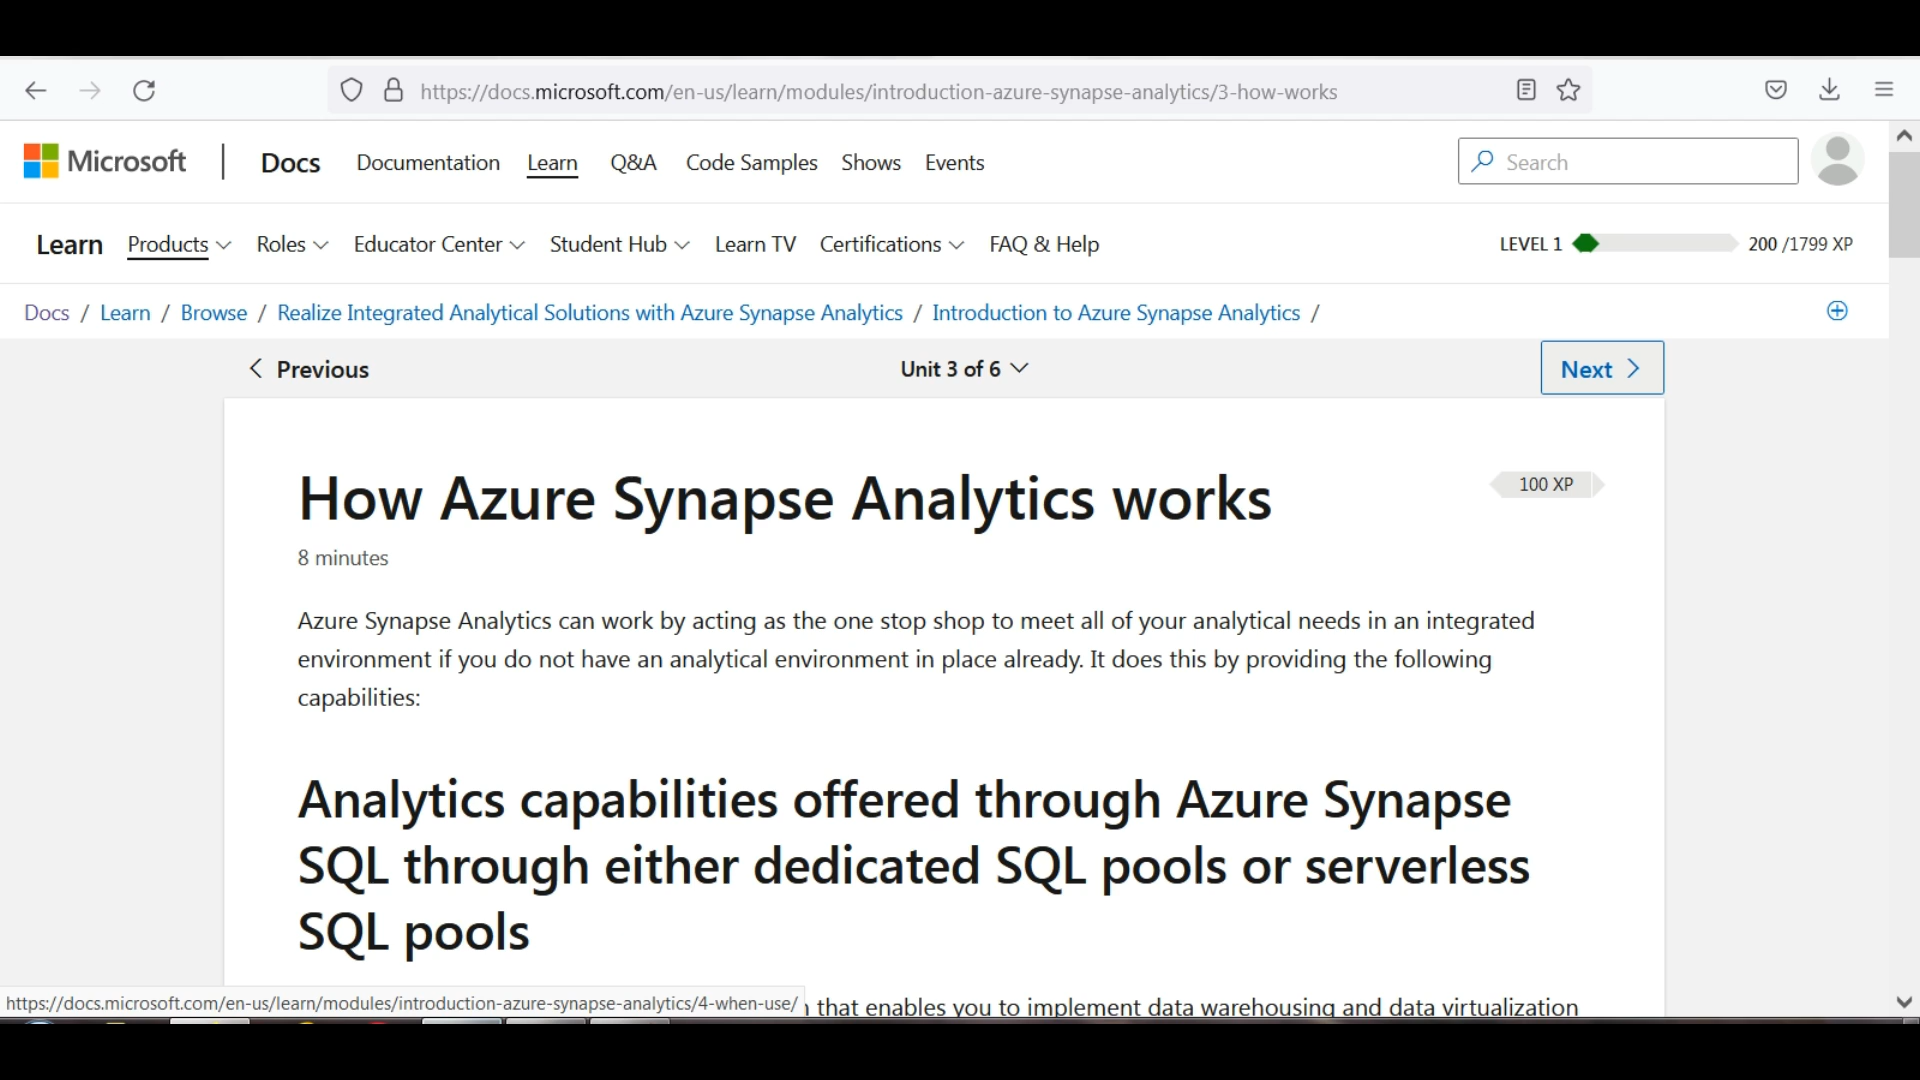 https://docs.microsoft.com/en-us/learn/modules/introduction-azure-synapse-analytics/3-how-works
Microsoft
Docs Documentation Learn Q&A Code Samples Shows Events Search
Learn Products Roles Educator Center Student Hub Learn TV Certifications FAQ & Help LEVEL 1 200 /1799 XP
Docs / Learn / Browse / Realize Integrated Analytical Solutions with Azure Synapse Analytics / Introduction to Azure Synapse Analytics /
Previous Unit 3 of 6 Next
How Azure Synapse Analytics works
100 XP
8 minutes
Azure Synapse Analytics can work by acting as the one stop shop to meet all of your analytical needs in an integrated
environment if you do not have an analytical environment in place already. It does this by providing the following
capabilities:
Analytics capabilities offered through Azure Synapse
SQL through either dedicated SQL pools or serverless
SQL pools
https://docs.microsoft.com/en-us/learn/modules/introduction-azure-synapse-analytics/4-when-use/
that enables you to implement data warehousing and data virtualization